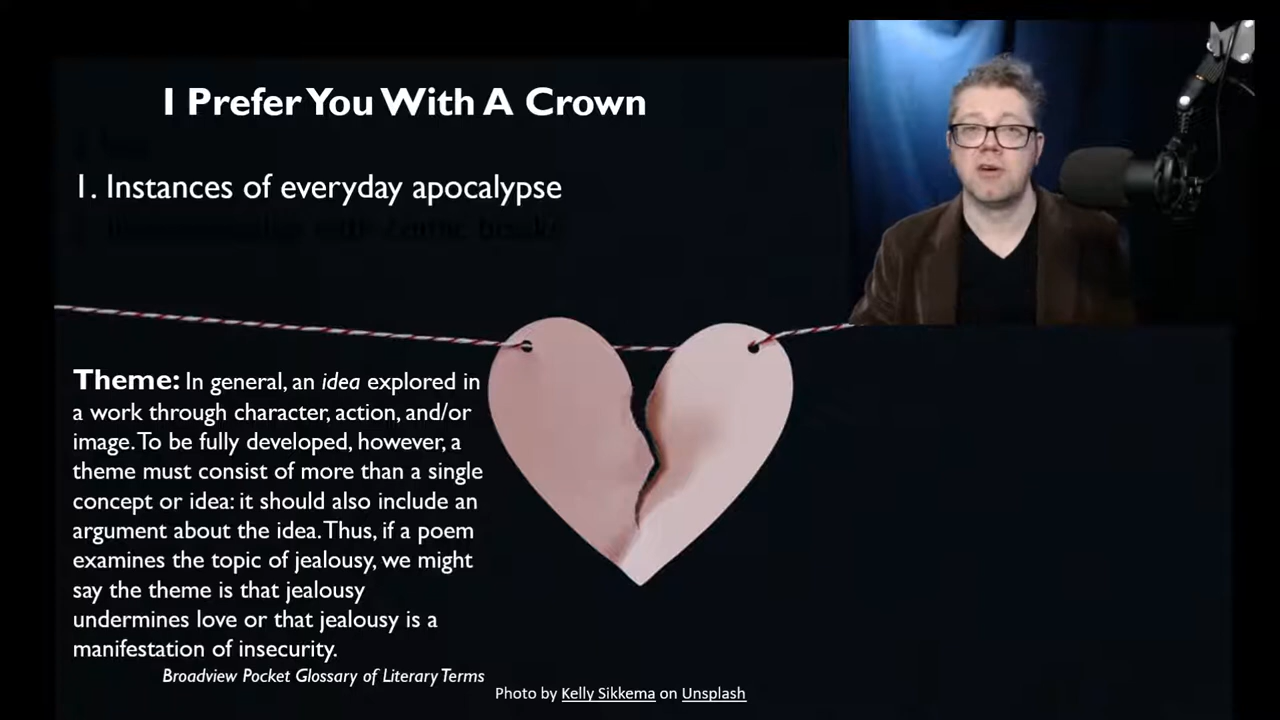 I Prefer You With A Crown
1. Instances of everyday apocalypse
Theme: In general, an idea explored in
a work through character, action, and/or
image. To be fully developed, however, a
theme must consist of more than a single
concept or idea: it should also include an
argument about the idea. Thus, if a poem
examines the topic of jealousy, we might
say the theme is that jealousy
undermines love or that jealousy is a
manifestation of insecurity.
Broadview Pocket Glossary of Literary Terms
Photo by Kelly Sikkema on Unsplash